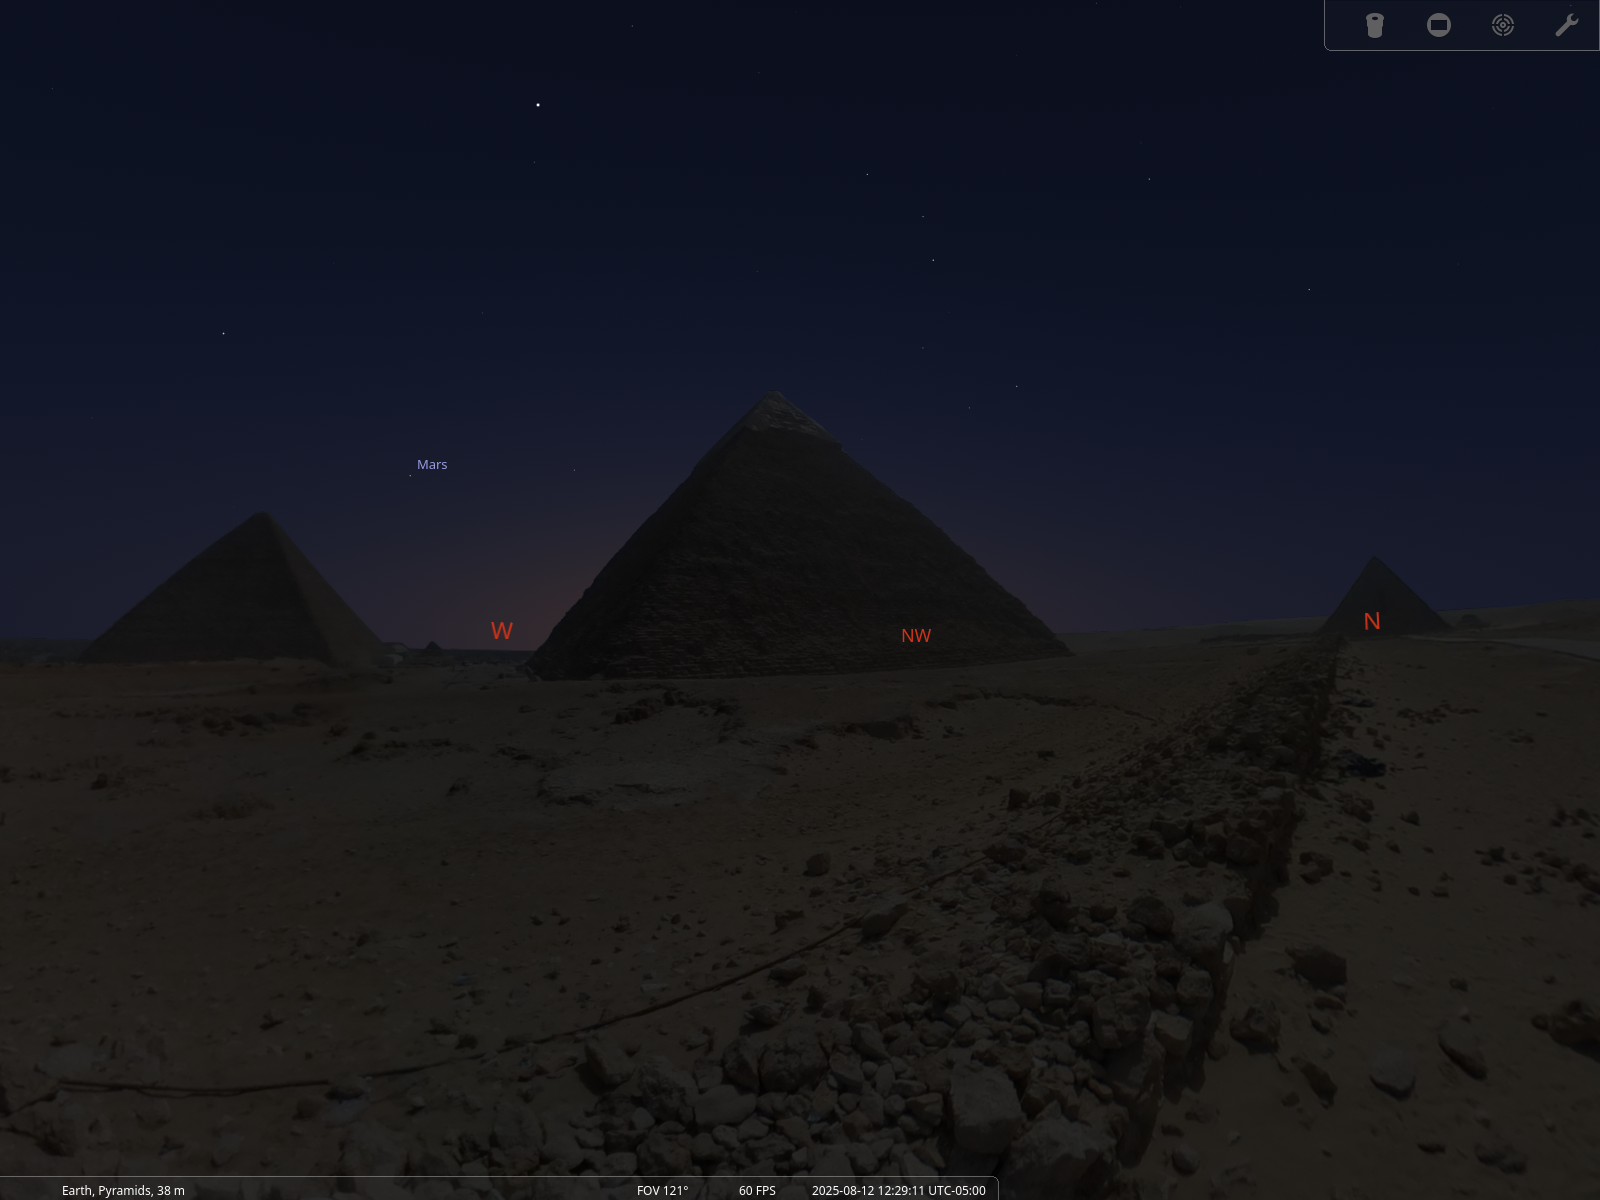 Mars
W
NW
N
Earth, Pyramids, 38 m FOV 121° 60 FPS 2025-08-12 12:29:11 UTC-05:00